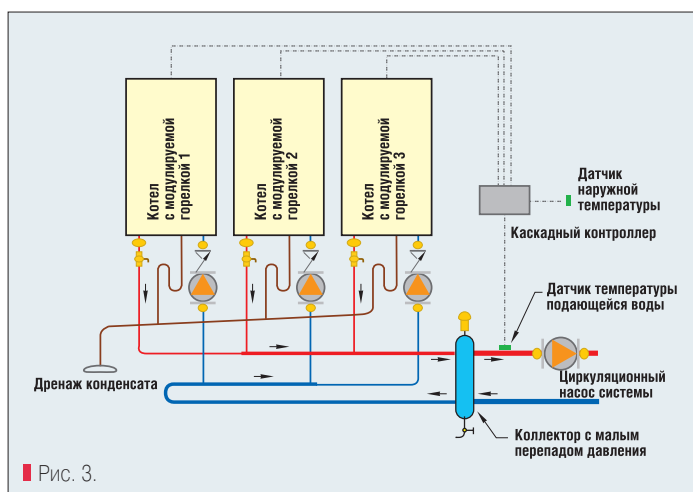 Котел
с модулируемой
горелкой 1
Котел
с модулируемой
горелкой 2
Котел
с модулируемой
горелкой 3
Датчик
наружной
температуры
Каскадный контроллер
Датчик температуры
подающейся воды
Дренаж конденсата
Циркуляционный
насос системы
Коллектор с малым
перепадом давления
Рис. 3.